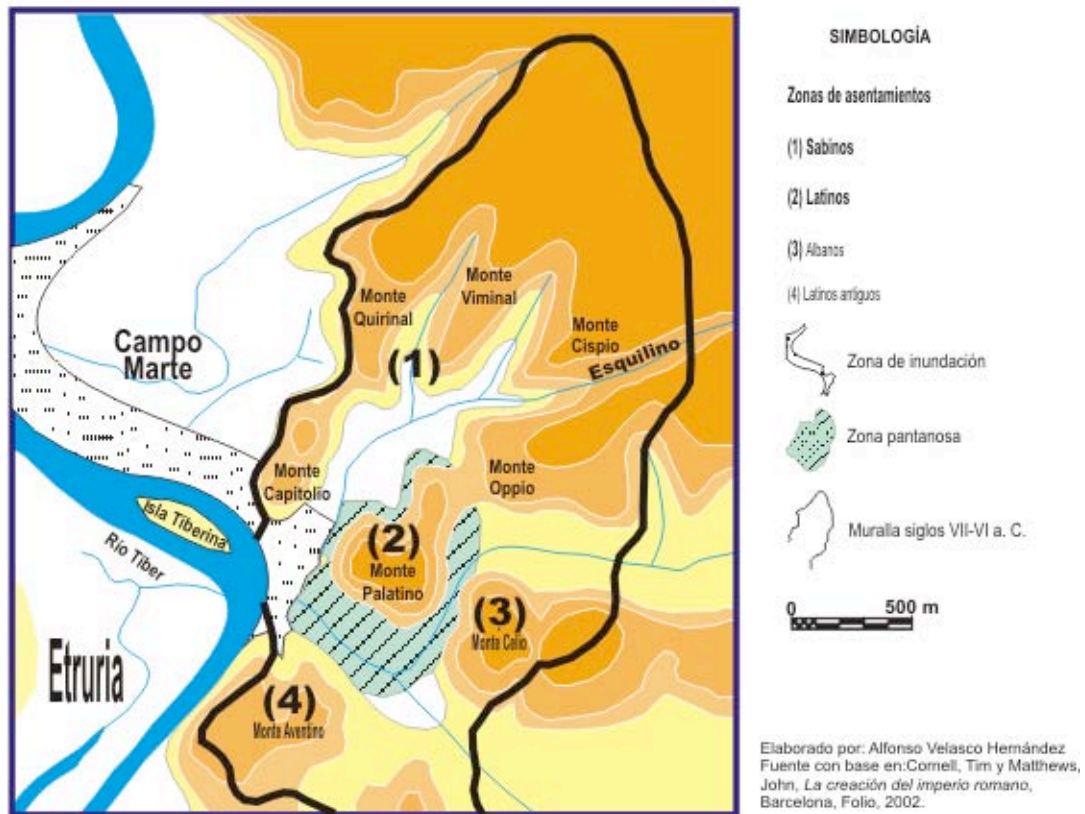 Monte
Quirinal
Monte
Viminal
Monte
Cispio
Esquilino
Campo
Marte
(1)
Monte
Capitolio
Monte
Oppio
Isla Tiberina
Río Tiber
(2)
Monte
Palatino
(3)
Monte Celio
Etruria
(4)
Monte Aventino
SIMBOLOGÍA
Zonas de asentamientos
(1) Sabinos
(2) Latinos
(3) Albanos
(4) Latinos antiguos
Zona de inundación
Zona pantanosa
Muralla siglos VII-VI a. C.
0 500 m
Elaborado por: Alfonso Velasco Hernández
Fuente con base en:Cornell, Tim y Matthews,
John, La creación del imperio romano,
Barcelona, Folio, 2002.